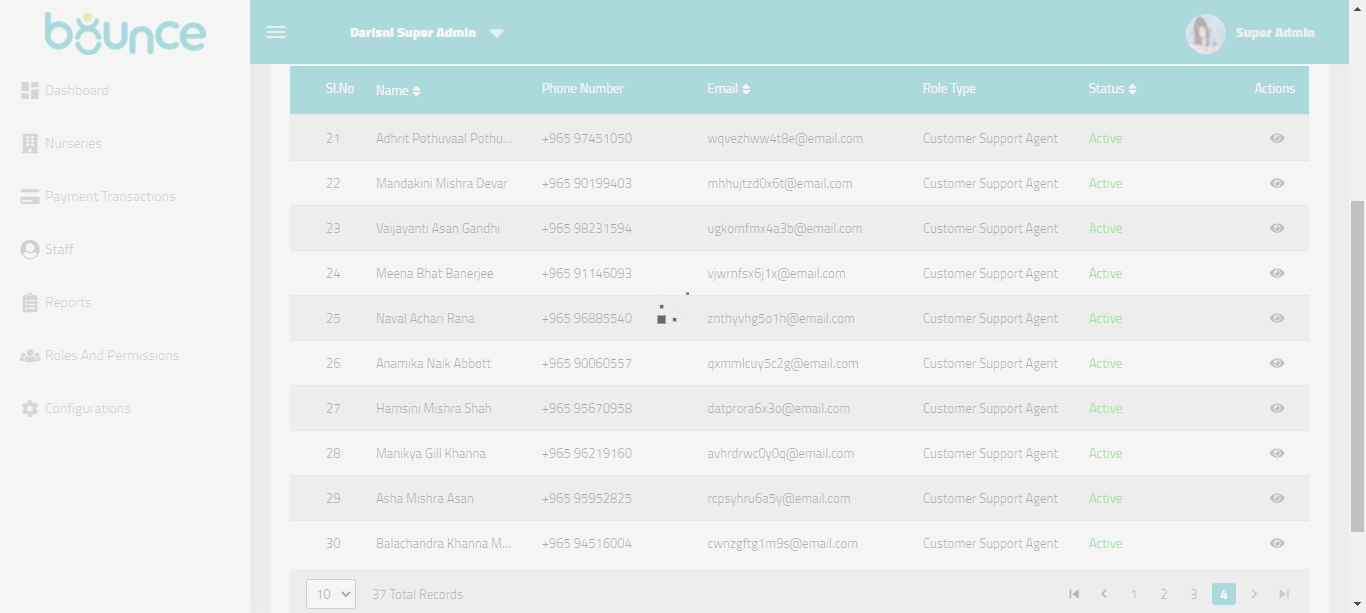 bounce
Darisni Super Admin
Super Admin
Dashboard
Nurseries
Payment Transactions
Staff
Reports
Roles And Permissions
Configurations
Sl.No Name Phone Number Email Role Type Status Actions
21 Adhrit Pothuvaal Pothu... +965 97451050 wqvezhww4t8e@email.com Customer Support Agent Active
22 Mandakini Mishra Devar +965 90199403 mhhujtzd0x6t@email.com Customer Support Agent Active
23 Vaijayanti Asan Gandhi +965 98231594 ugkomfmx4a3b@email.com Customer Support Agent Active
24 Meena Bhat Banerjee +965 91146093 vjwrnfsx6j1x@email.com Customer Support Agent Active
25 Naval Achari Rana +965 96885540 znthyvhg5o1h@email.com Customer Support Agent Active
26 Anamika Naik Abbott +965 90060557 qxmmlcuy5c2g@email.com Customer Support Agent Active
27 Hamsini Mishra Shah +965 95670958 datprora6x3o@email.com Customer Support Agent Active
28 Manikya Gill Khanna +965 96219160 avhrdrwc0y0q@email.com Customer Support Agent Active
29 Asha Mishra Asan +965 95952825 rcpsyhru6a5y@email.com Customer Support Agent Active
30 Balachandra Khanna M... +965 94516004 cwnzgftg1m9s@email.com Customer Support Agent Active
10 37 Total Records 1 2 3 4